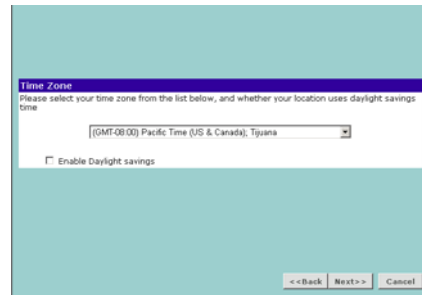 Time Zone
Please select your time zone from the list below, and whether your location uses daylight savings
time
(GMT-08:00) Pacific Time (US & Canada); Tijuana
Enable Daylight savings
<<Back Next>> Cancel